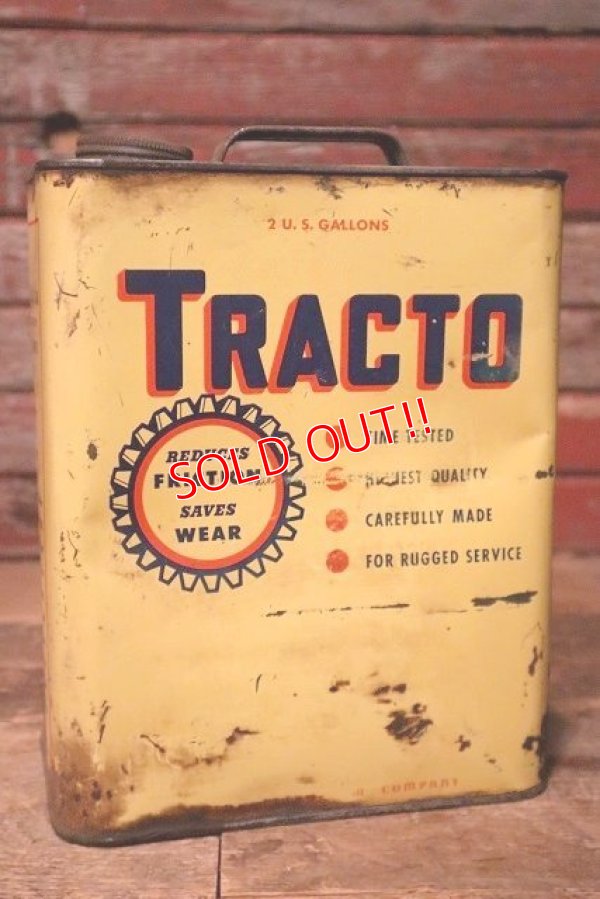 2 U.S. GALLONS
TRACTO
REDUCES
FRICTION
SAVES
WEAR
SOLD OUT!!
TIME TESTED
HIGHEST QUALITY
CAREFULLY MADE
FOR RUGGED SERVICE
COMPANY